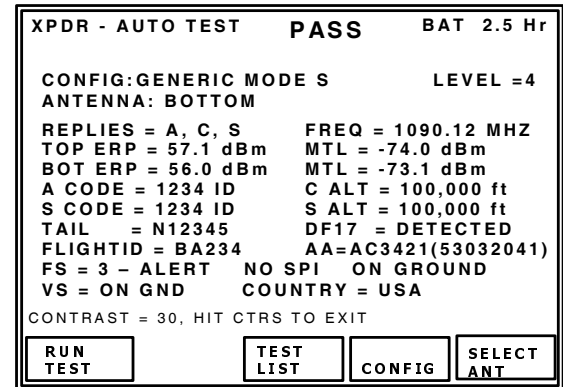 XPDR - AUTO TEST PASS BAT 2.5 Hr
CONFIG:GENERIC MODE S LEVEL =4
ANTENNA: BOTTOM
REPLIES = A, C, S FREQ = 1090.12 MHZ
TOP ERP = 57.1 dBm MTL = -74.0 dBm
BOT ERP = 56.0 dBm MTL = -73.1 dBm
A CODE = 1234 ID C ALT = 100,000 ft
S CODE = 1234 ID S ALT = 100,000 ft
TAIL = N12345 DF17 = DETECTED
FLIGHTID = BA234 AA=AC3421(53032041)
FS = 3 – ALERT NO SPI ON GROUND
VS = ON GND COUNTRY = USA
CONTRAST = 30, HIT CTRS TO EXIT
RUN TEST SELECT
TEST LIST CONFIG ANT